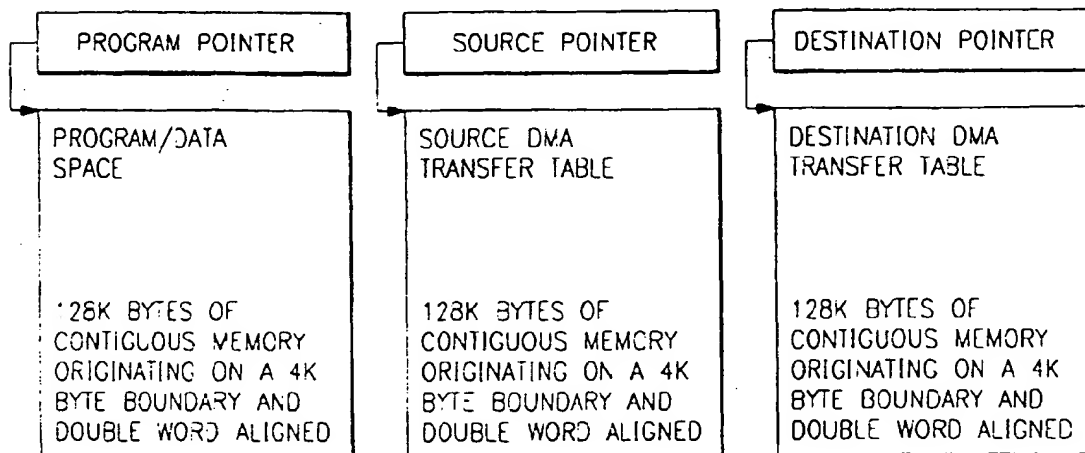 PROGRAM POINTER
SOURCE POINTER
DESTINATION POINTER
PROGRAM/DATA
SPACE
128K BYTES OF
CONTIGUOUS MEMORY
ORIGINATING ON A 4K
BYTE BOUNDARY AND
DOUBLE WORD ALIGNED
SOURCE DMA
TRANSFER TABLE
128K BYTES OF
CONTIGUOUS MEMORY
ORIGINATING ON A 4K
BYTE BOUNDARY AND
DOUBLE WORD ALIGNED
DESTINATION DMA
TRANSFER TABLE
128K BYTES OF
CONTIGUOUS MEMORY
ORIGINATING ON A 4K
BYTE BOUNDARY AND
DOUBLE WORD ALIGNED